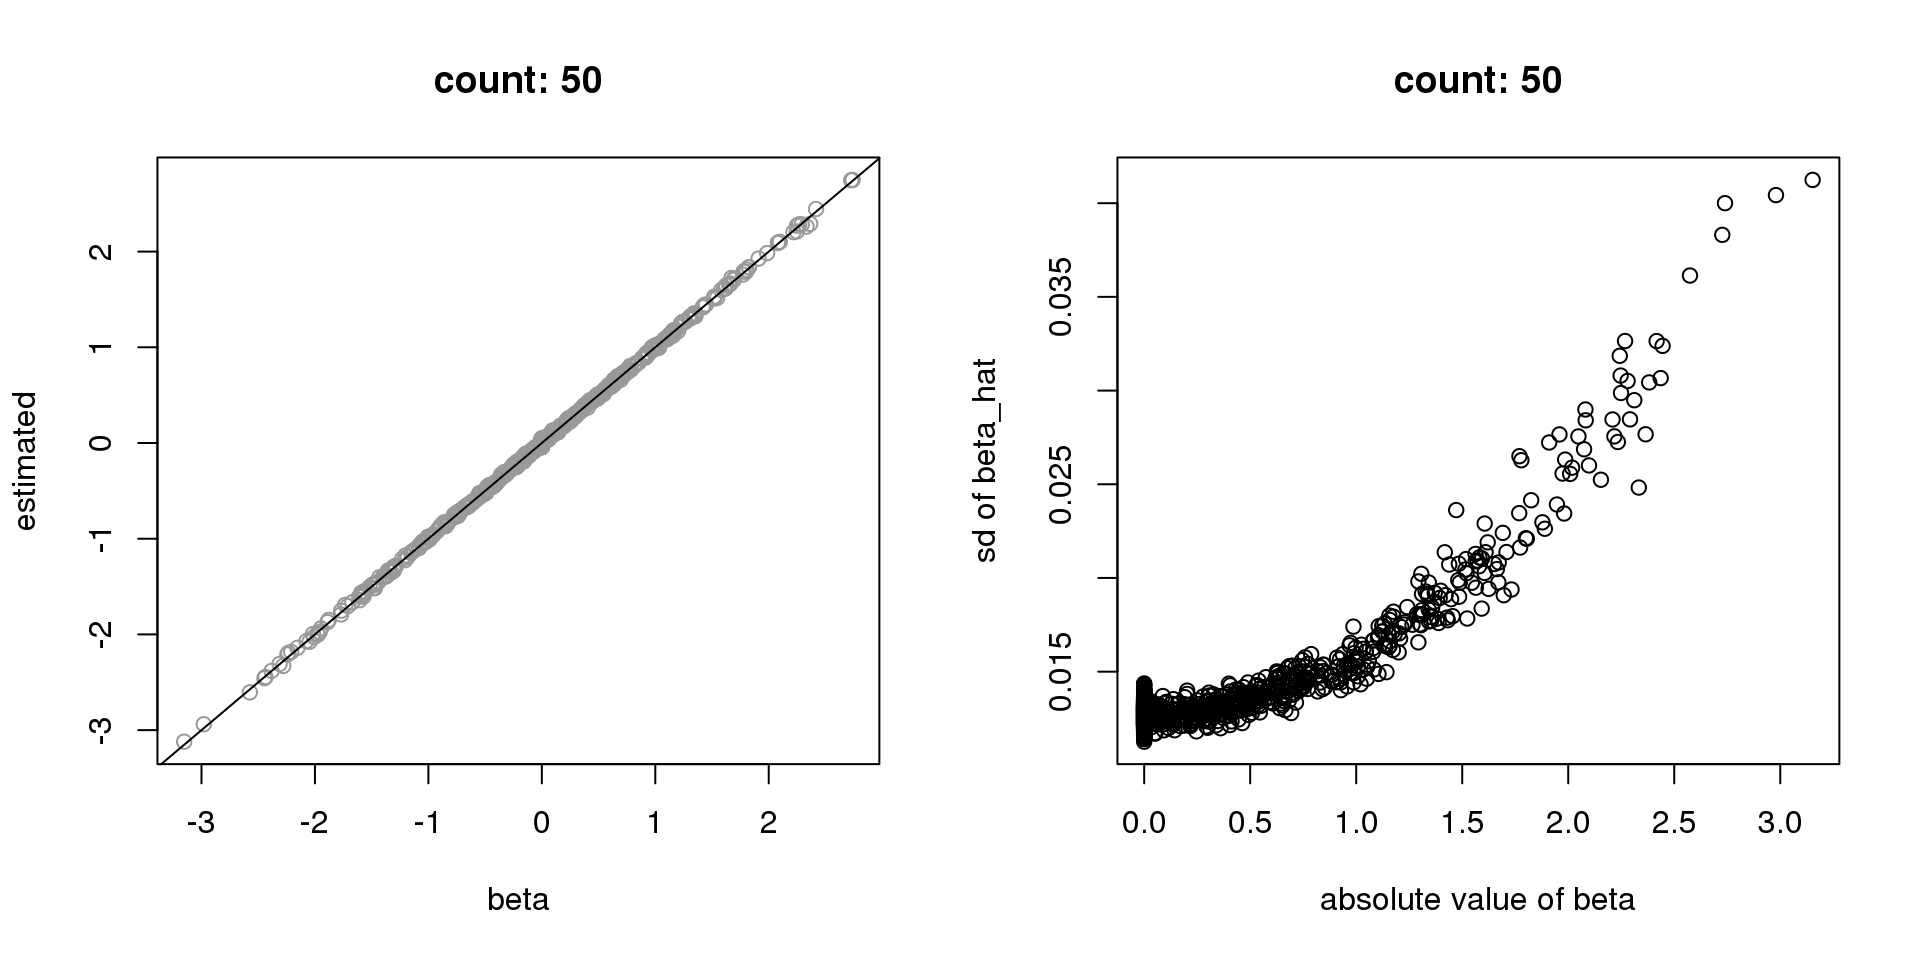 count: 50
estimated
2
1
0
-1
-2
-3
-3 -2 -1 0 1 2
beta
count: 50
sd of beta_hat
0.035
0.025
0.015
0.0 0.5 1.0 1.5 2.0 2.5 3.0
absolute value of beta